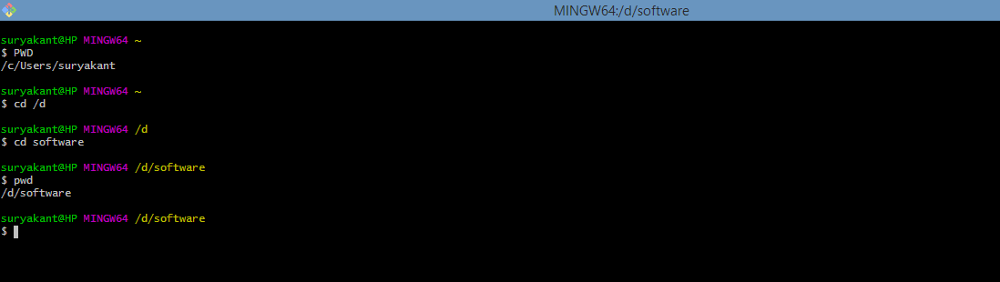 MINGW64:/d/software
suryakant@HP MINGW64 ~
$ PWD
/c/Users/suryakant
suryakant@HP MINGW64 ~
$ cd /d
suryakant@HP MINGW64 /d
$ cd software
suryakant@HP MINGW64 /d/software
$ pwd
/d/software
suryakant@HP MINGW64 /d/software
$